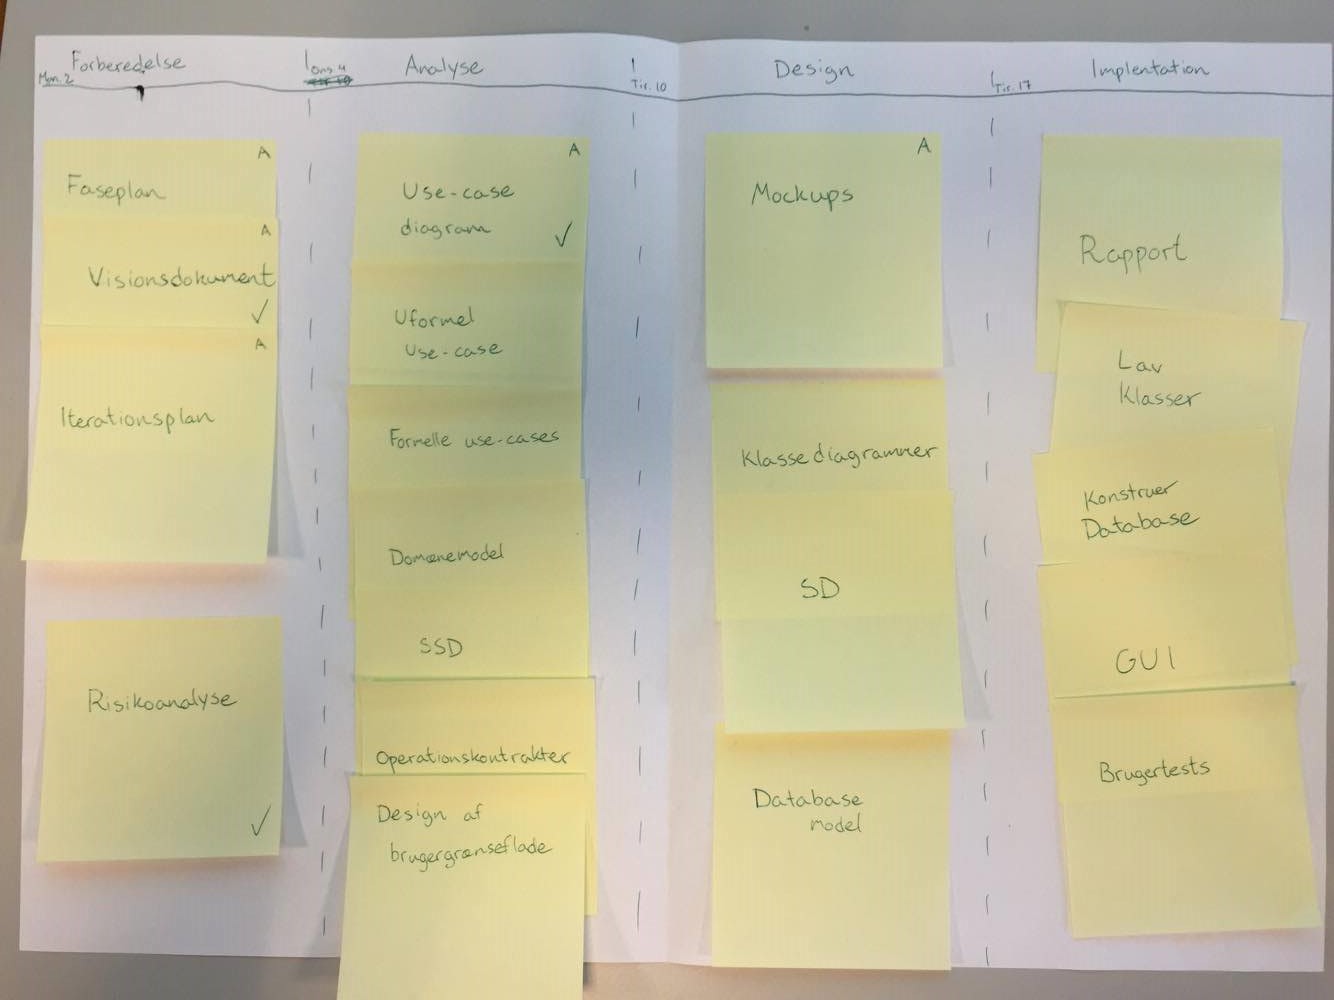 Forberedelse
Man. 2
Ons 4
Analyse
Tir. 10
Design
Tir. 17
Implentation
A
Faseplan
A
Visionsdokument
✓
A
Iterationsplan
Risikoanalyse
✓
A
Use-case
diagram
✓
Uformel
Use-case
Formelle use-cases
Domænemodel
SSD
Operationskontrakter
Design af
brugergrænseflade
A
Mockups
Klassediagrammer
SD
Database
model
Rapport
Lav
Klasser
Konstruer
Database
GUI
Brugertests